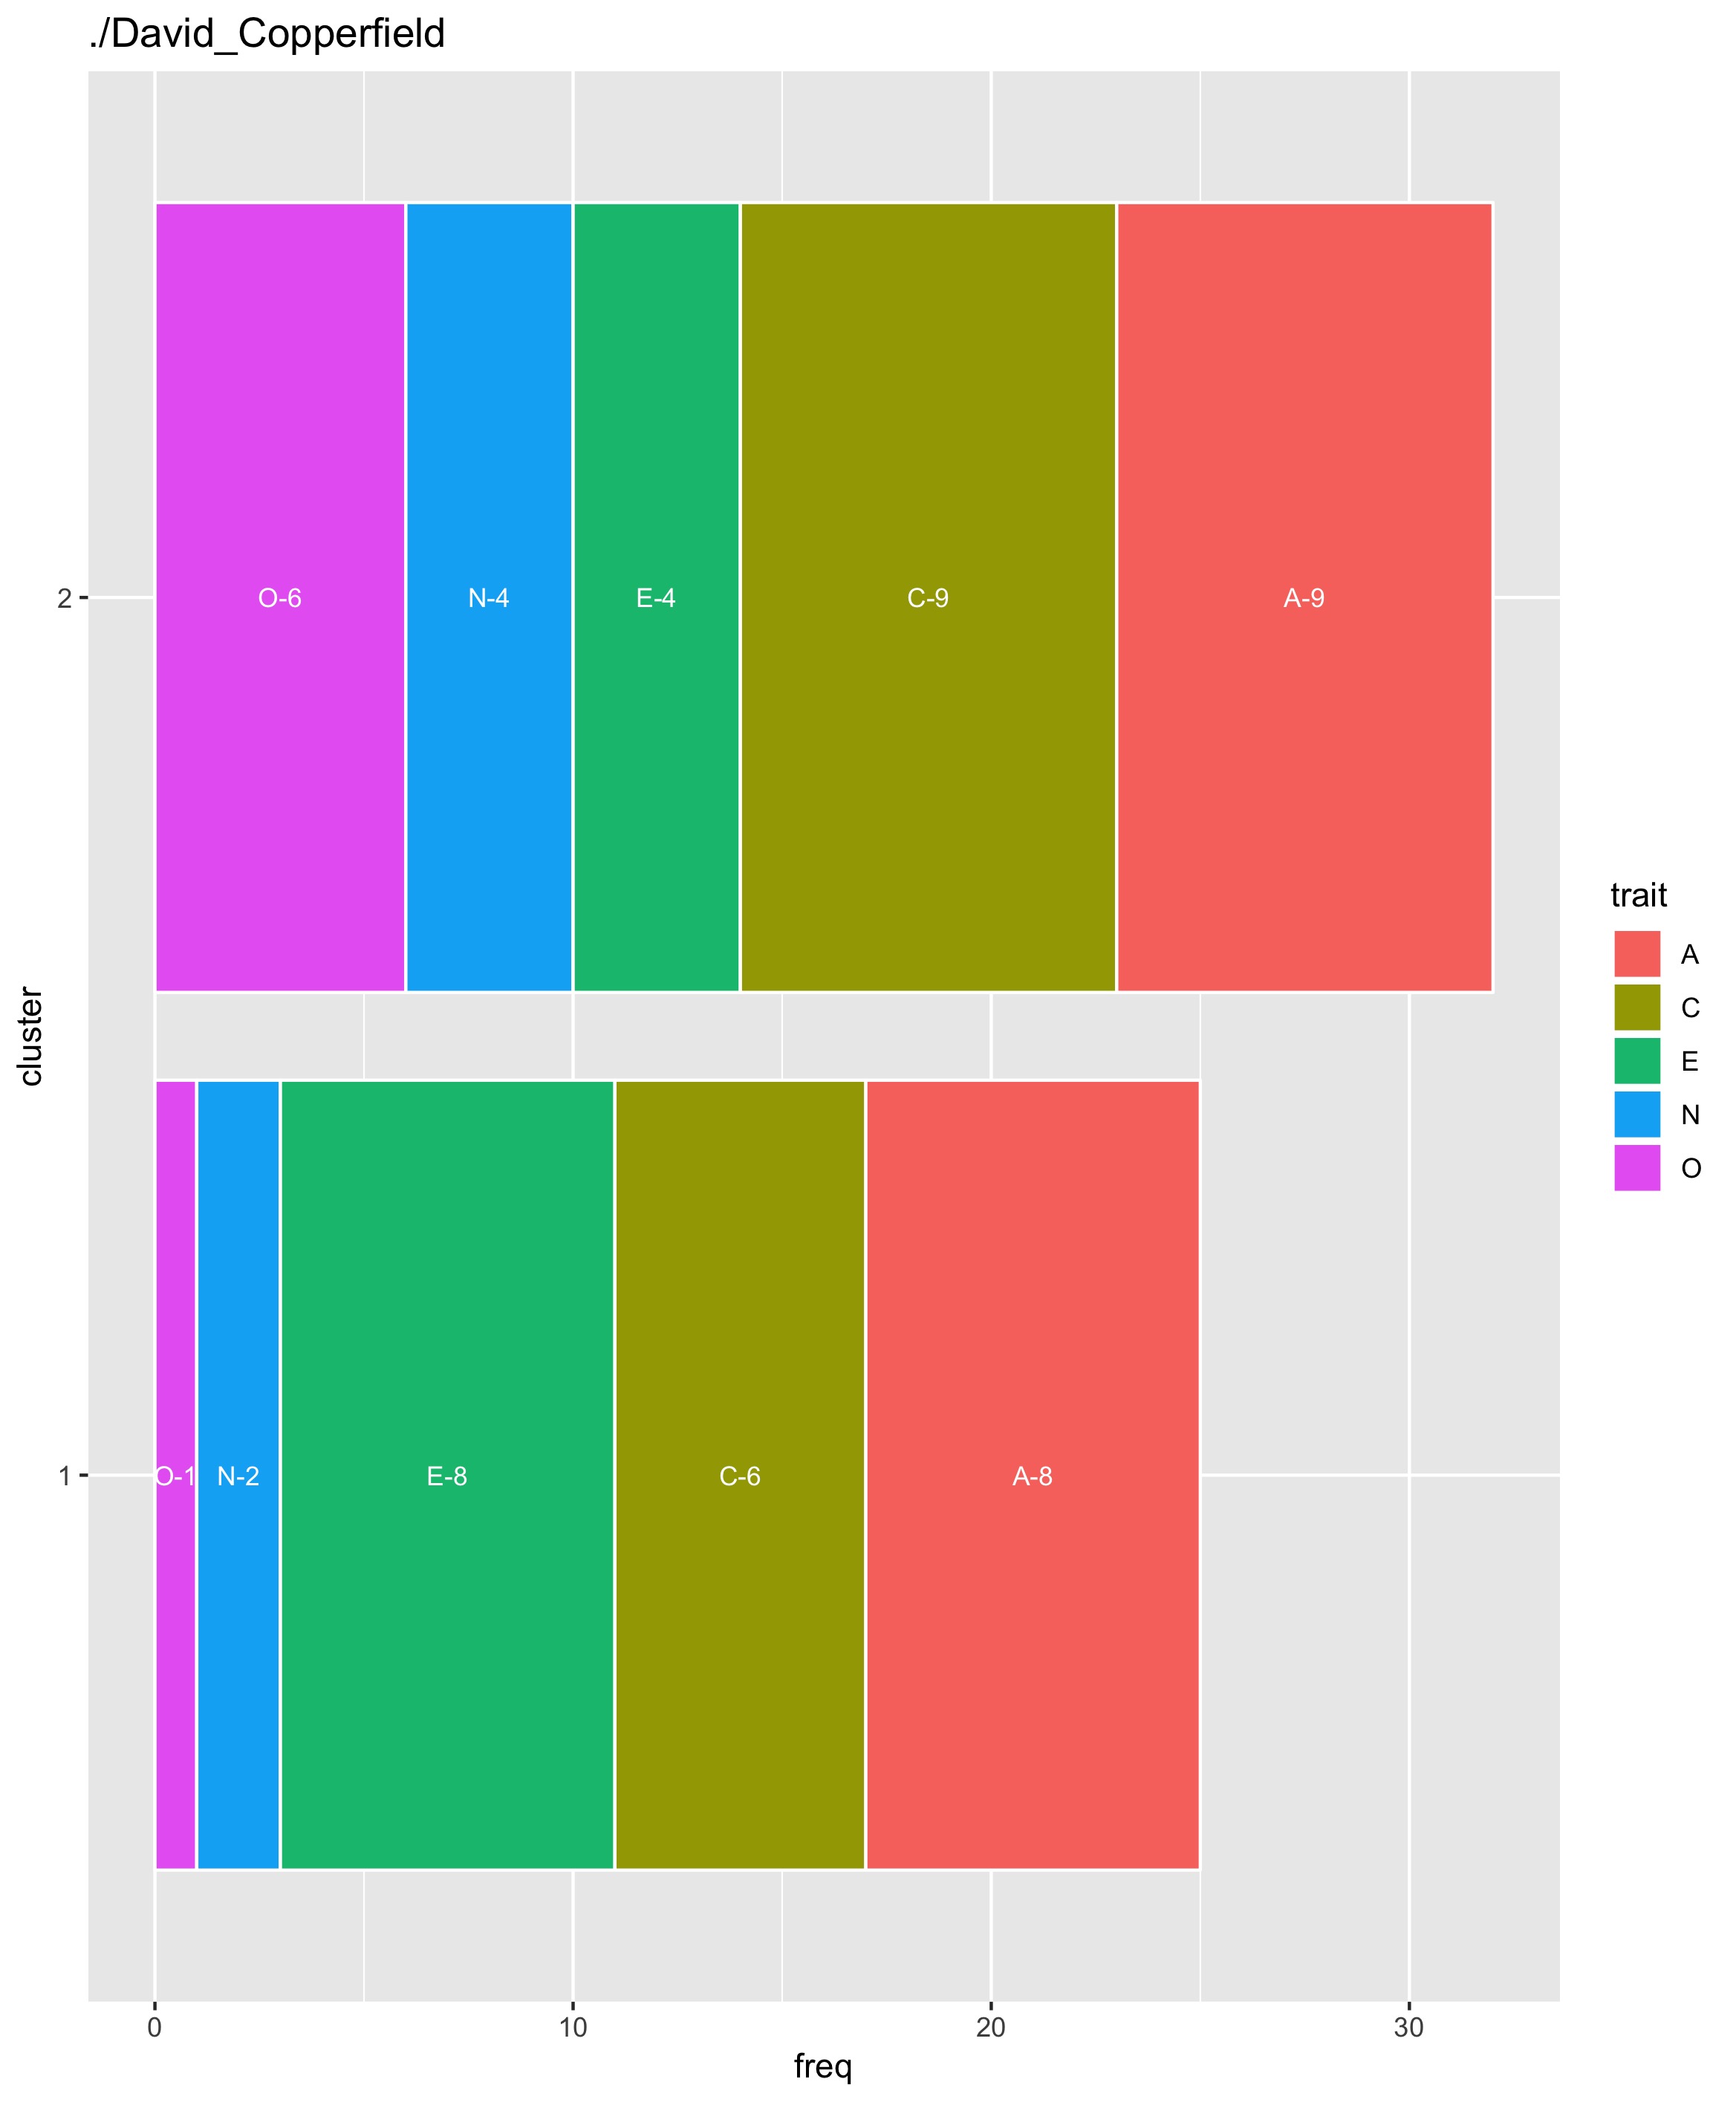 ./David_Copperfield
cluster
2
O-6 N-4 E-4 C-9 A-9
1
O-1 N-2 E-8 C-6 A-8
0 10 20 30
freq
trait
A
C
E
N
O